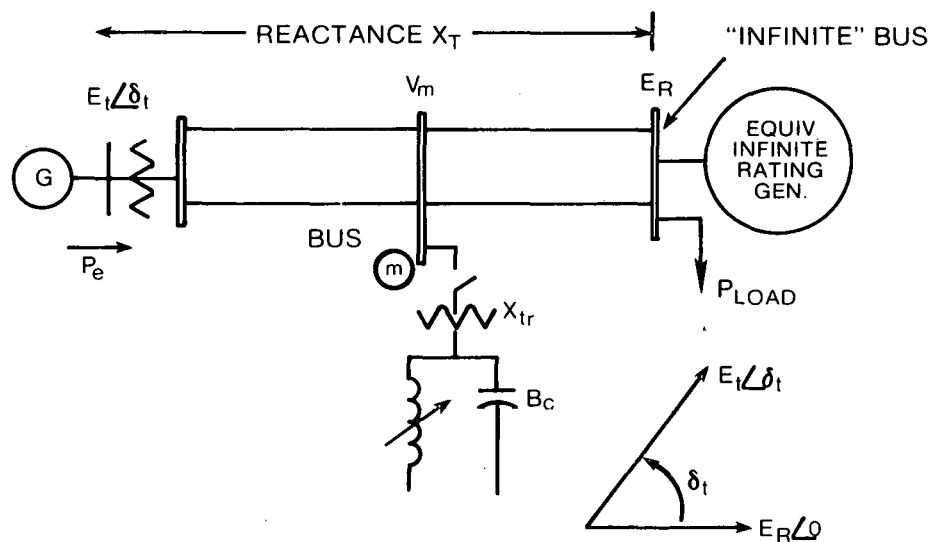 REACTANCE X_T
"INFINITE" BUS
E_t∠δ_t
V_m
E_R
G
EQUIV
INFINITE
RATING
GEN.
BUS
m
P_e
X_tr
P_LOAD
B_c
E_t∠δ_t
δ_t
E_R∠0